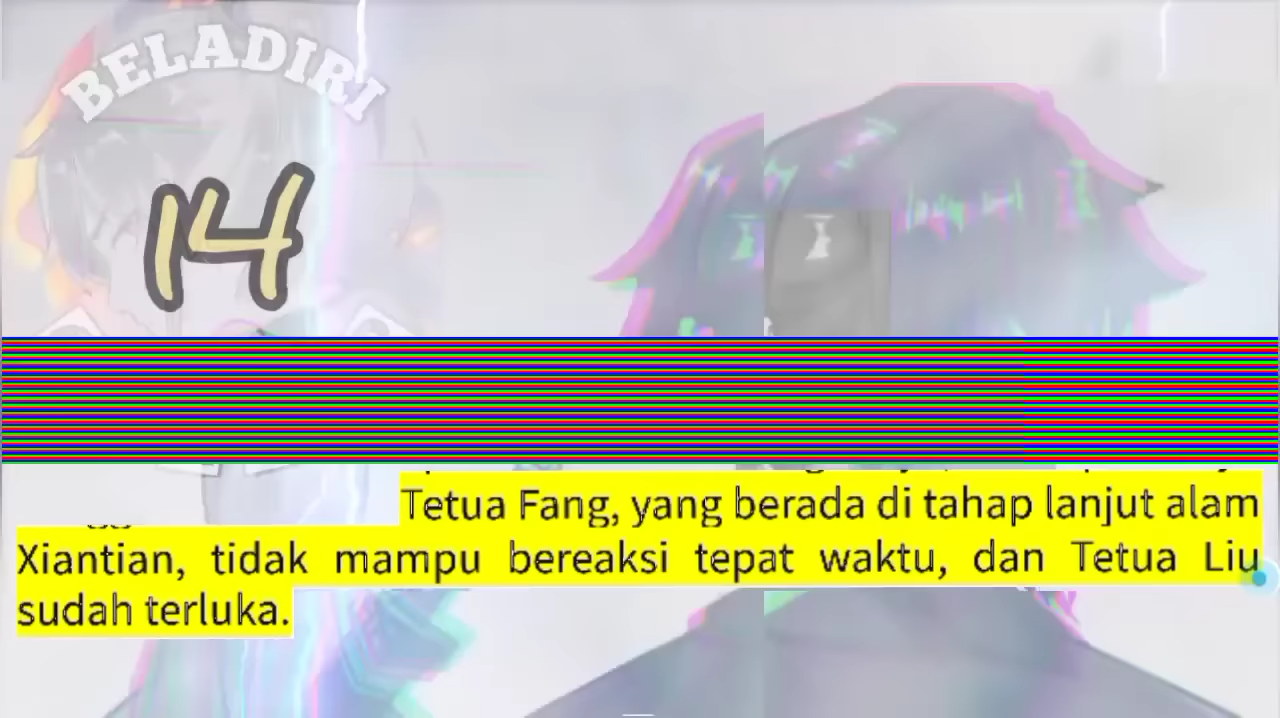 BELADIRI
14
Tetua Fang, yang berada di tahap lanjut alam
Xiantian, tidak mampu bereaksi tepat waktu, dan Tetua Liu
sudah terluka.